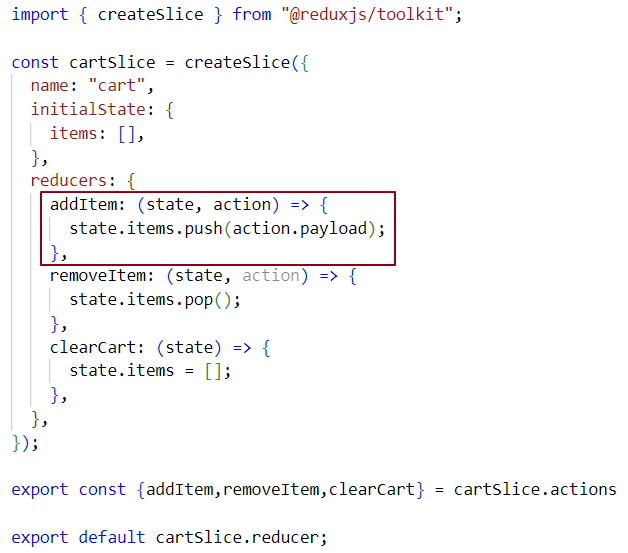 import { createSlice } from "@reduxjs/toolkit";
const cartSlice = createSlice({
name: "cart",
initialState: {
items: [],
},
reducers: {
addItem: (state, action) => {
state.items.push(action.payload);
},
removeItem: (state, action) => {
state.items.pop();
},
clearCart: (state) => {
state.items = [];
},
},
});
export const {addItem,removeItem,clearCart} = cartSlice.actions
export default cartSlice.reducer;